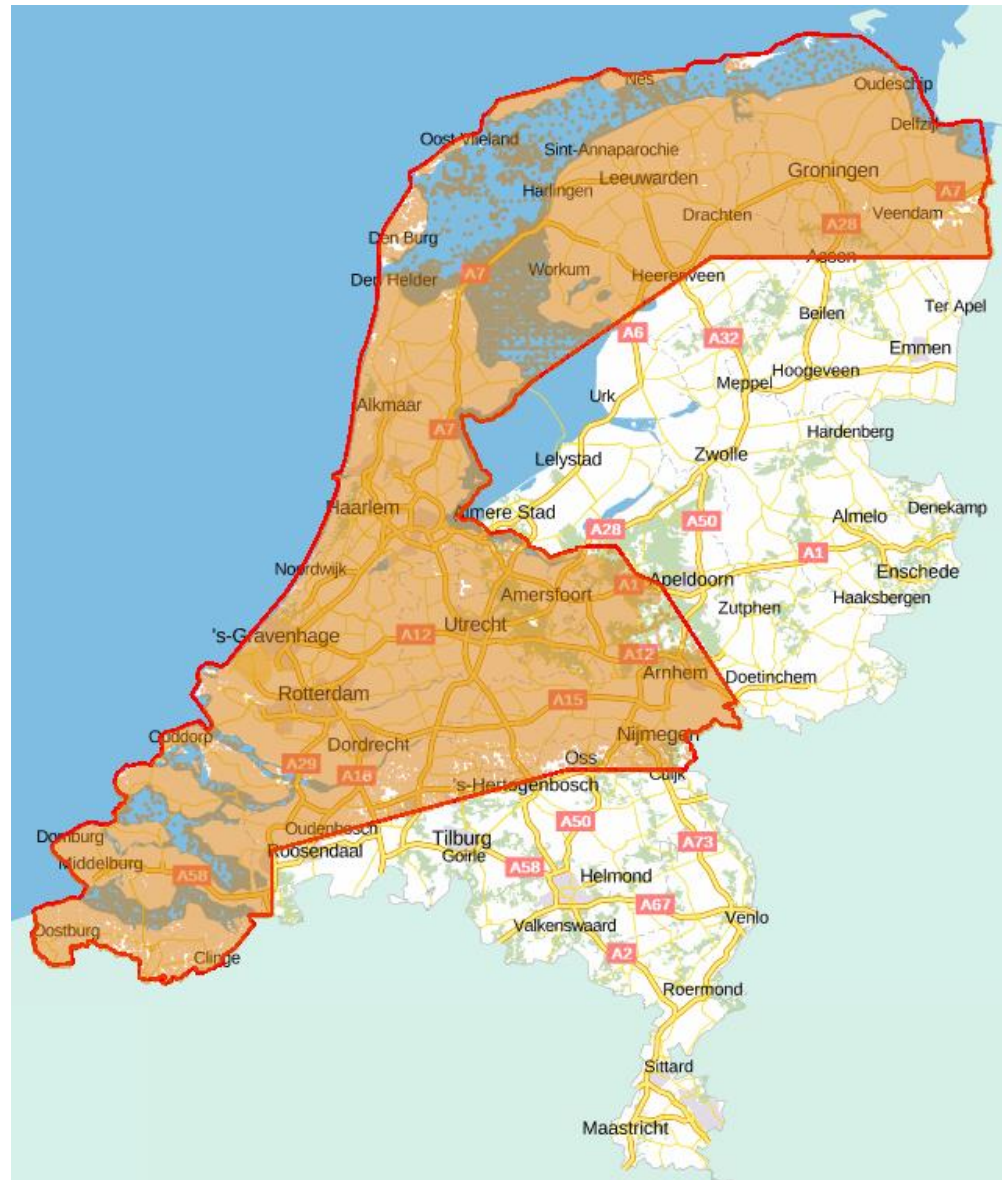 Nes
Oudeschip
Oost-Vlieland
Delfzijl
Sint-Annaparochie
Leeuwarden
Groningen
Harlingen
A7
Drachten
Veendam
A28
Den Burg
Assen
Den Helder
A7
Workum
Heerenveen
Ter Apel
Beilen
A6
A32
Emmen
Hoogeveen
Meppel
Urk
Alkmaar
A7
Hardenberg
Zwolle
Lelystad
Haarlem
Almere Stad
A28
A50
Almelo
Denekamp
A1
Noordwijk
Enschede
Apeldoorn
A1
Amersfoort
Haaksbergen
Zutphen
Utrecht
's-Gravenhage
A12
A12
Arnhem
Doetinchem
Rotterdam
A15
Nijmegen
Goddorp
Dordrecht
Oss
A29
A16
Cuijk
's-Hertogenbosch
A50
Oudenbosch
Domburg
Tilburg
A73
Roosendaal
Goirle
Middelburg
A58
A58
Helmond
A67
Venlo
Valkenswaard
Oostburg
A2
Clinge
Roermond
Sittard
Maastricht